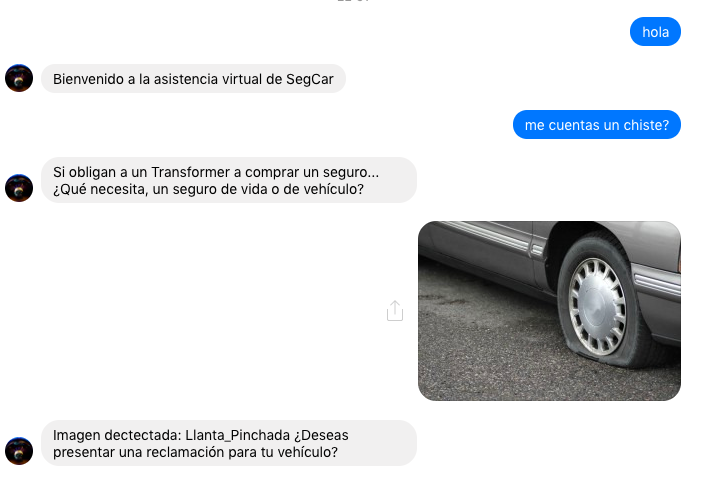 hola
Bienvenido a la asistencia virtual de SegCar
me cuentas un chiste?
Si obligan a un Transformer a comprar un seguro...
¿Qué necesita, un seguro de vida o de vehículo?
Imagen dectectada: Llanta_Pinchada ¿Deseas
presentar una reclamación para tu vehículo?